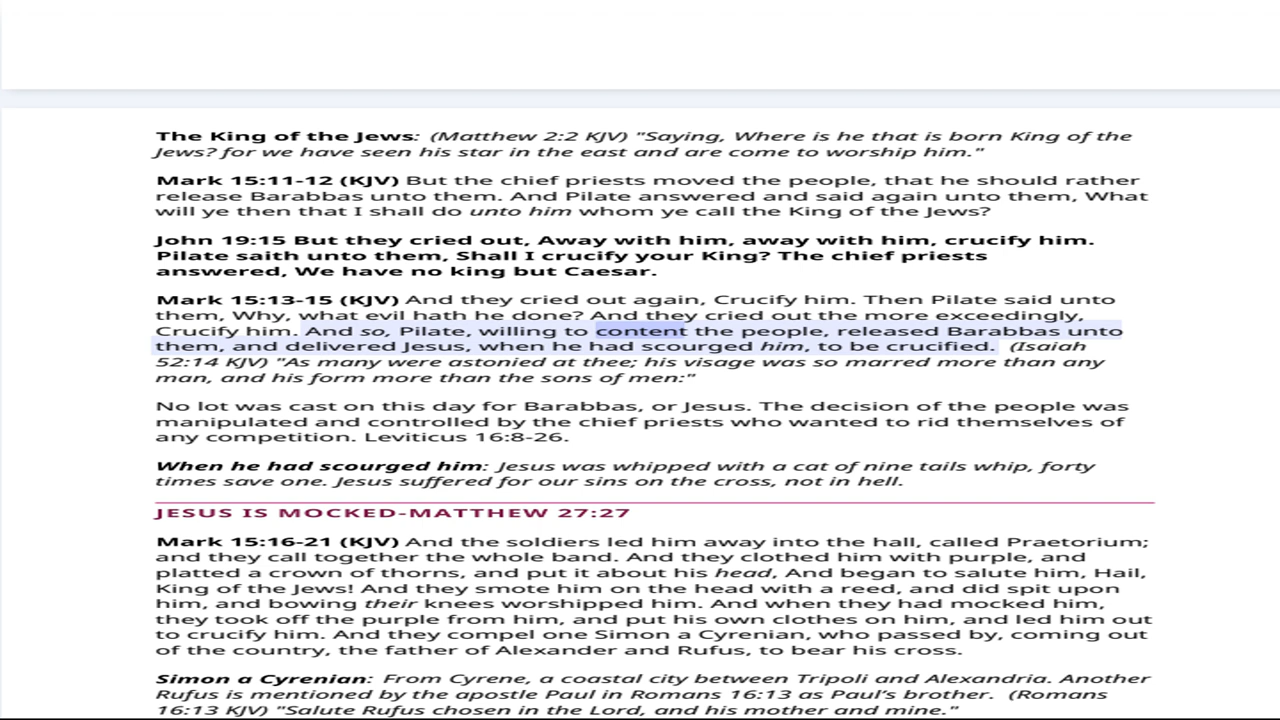 The King of the Jews: (Matthew 2:2 KJV) "Saying, Where is he that is born King of the
Jews? for we have seen his star in the east and are come to worship him."
Mark 15:11-12 (KJV) But the chief priests moved the people, that he should rather
release Barabbas unto them. And Pilate answered and said again unto them, What
will ye then that I shall do unto him whom ye call the King of the Jews?
John 19:15 But they cried out, Away with him, away with him, crucify him.
Pilate saith unto them, Shall I crucify your King? The chief priests
answered, We have no king but Caesar.
Mark 15:13-15 (KJV) And they cried out again, Crucify him. Then Pilate said unto
them, Why, what evil hath he done? And they cried out the more exceedingly,
Crucify him. And so, Pilate, willing to content the people, released Barabbas unto
them, and delivered Jesus, when he had scourged him, to be crucified. (Isaiah
52:14 KJV) "As many were astonied at thee; his visage was so marred more than any
man, and his form more than the sons of men:"
No lot was cast on this day for Barabbas, or Jesus. The decision of the people was
manipulated and controlled by the chief priests who wanted to rid themselves of
any competition. Leviticus 16:8-26.
When he had scourged him: Jesus was whipped with a cat of nine tails whip, forty
times save one. Jesus suffered for our sins on the cross, not in hell.
JESUS IS MOCKED-MATTHEW 27:27
Mark 15:16-21 (KJV) And the soldiers led him away into the hall, called Praetorium;
and they call together the whole band. And they clothed him with purple, and
platted a crown of thorns, and put it about his head, And began to salute him, Hail,
King of the Jews! And they smote him on the head with a reed, and did spit upon
him, and bowing their knees worshipped him. And when they had mocked him,
they took off the purple from him, and put his own clothes on him, and led him out
to crucify him. And they compel one Simon a Cyrenian, who passed by, coming out
of the country, the father of Alexander and Rufus, to bear his cross.
Simon a Cyrenian: From Cyrene, a coastal city between Tripoli and Alexandria. Another
Rufus is mentioned by the apostle Paul in Romans 16:13 as Paul's brother. (Romans
16:13 KJV) "Salute Rufus chosen in the Lord, and his mother and mine."